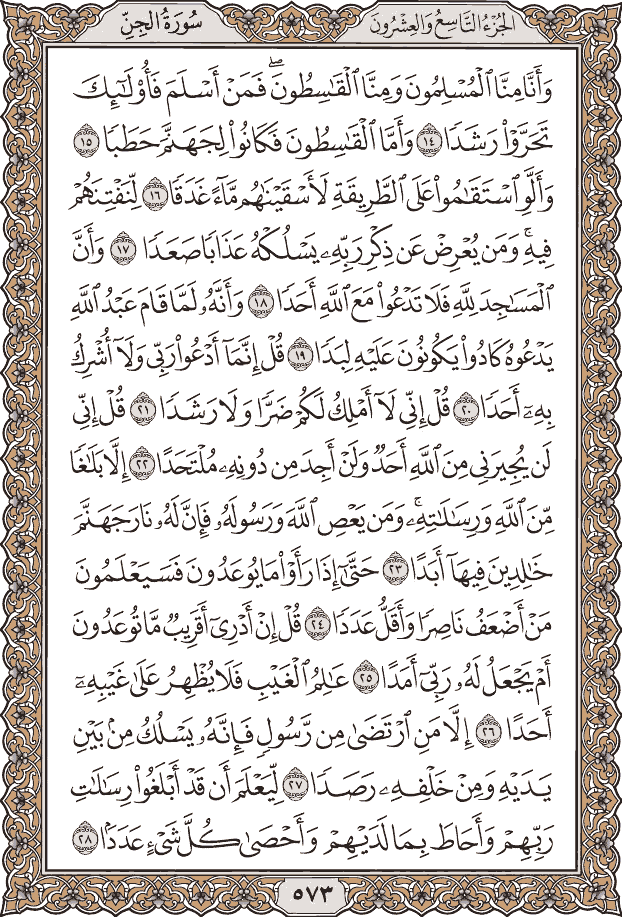 الجُزْءُ التَّاسِعُ وَالعِشْرُونَ
سُورَةُ الجِنِّ
وَأَنَّا مِنَّا ٱلْمُسْلِمُونَ وَمِنَّا ٱلْقَٰسِطُونَۖ فَمَنْ أَسْلَمَ فَأُو۟لَٰٓئِكَ
تَحَرَّوْا۟ رَشَدًا ١٤ وَأَمَّا ٱلْقَٰسِطُونَ فَكَانُوا۟ لِجَهَنَّمَ حَطَبًا ١٥
وَأَلَّوِ ٱسْتَقَٰمُوا۟ عَلَى ٱلطَّرِيقَةِ لَأَسْقَيْنَٰهُم مَّآءً غَدَقًا ١٦ لِّنَفْتِنَهُمْ
فِيهِۚ وَمَن يُعْرِضْ عَن ذِكْرِ رَبِّهِۦ يَسْلُكْهُ عَذَابًا صَعَدًا ١٧ وَأَنَّ
ٱلْمَسَٰجِدَ لِلَّهِ فَلَا تَدْعُوا۟ مَعَ ٱللَّهِ أَحَدًا ١٨ وَأَنَّهُۥ لَمَّا قَامَ عَبْدُ ٱللَّهِ
يَدْعُوهُ كَادُوا۟ يَكُونُونَ عَلَيْهِ لِبَدًا ١٩ قُلْ إِنَّمَآ أَدْعُوا۟ رَبِّى وَلَآ أُشْرِكُ
بِهِۦٓ أَحَدًا ٢٠ قُلْ إِنِّى لَآ أَمْلِكُ لَكُمْ ضَرًّا وَلَا رَشَدًا ٢١ قُلْ إِنِّى
لَن يُجِيرَنِى مِنَ ٱللَّهِ أَحَدٌ وَلَنْ أَجِدَ مِن دُونِهِۦ مُلْتَحَدًا ٢٢ إِلَّا بَلَٰغًا
مِّنَ ٱللَّهِ وَرِسَٰلَٰتِهِۦۚ وَمَن يَعْصِ ٱللَّهَ وَرَسُولَهُۥ فَإِنَّ لَهُۥ نَارَ جَهَنَّمَ
خَٰلِدِينَ فِيهَآ أَبَدًا ٢٣ حَتَّىٰٓ إِذَا رَأَوْا۟ مَا يُوعَدُونَ فَسَيَعْلَمُونَ
مَنْ أَضْعَفُ نَاصِرًا وَأَقَلُّ عَدَدًا ٢٤ قُلْ إِنْ أَدْرِىٓ أَقَرِيبٌ مَّا تُوعَدُونَ
أَمْ يَجْعَلُ لَهُۥ رَبِّىٓ أَمَدًا ٢٥ عَٰلِمُ ٱلْغَيْبِ فَلَا يُظْهِرُ عَلَىٰ غَيْبِهِۦٓ
أَحَدًا ٢٦ إِلَّا مَنِ ٱرْتَضَىٰ مِن رَّسُولٍ فَإِنَّهُۥ يَسْلُكُ مِنۢ بَيْنِ
يَدَيْهِ وَمِنْ خَلْفِهِۦ رَصَدًا ٢٧ لِّيَعْلَمَ أَن قَدْ أَبْلَغُوا۟ رِسَٰلَٰتِ
رَبِّهِمْ وَأَحَاطَ بِمَا لَدَيْهِمْ وَأَحْصَىٰ كُلَّ شَىْءٍ عَدَدًۢا ٢٨
٥٧٣